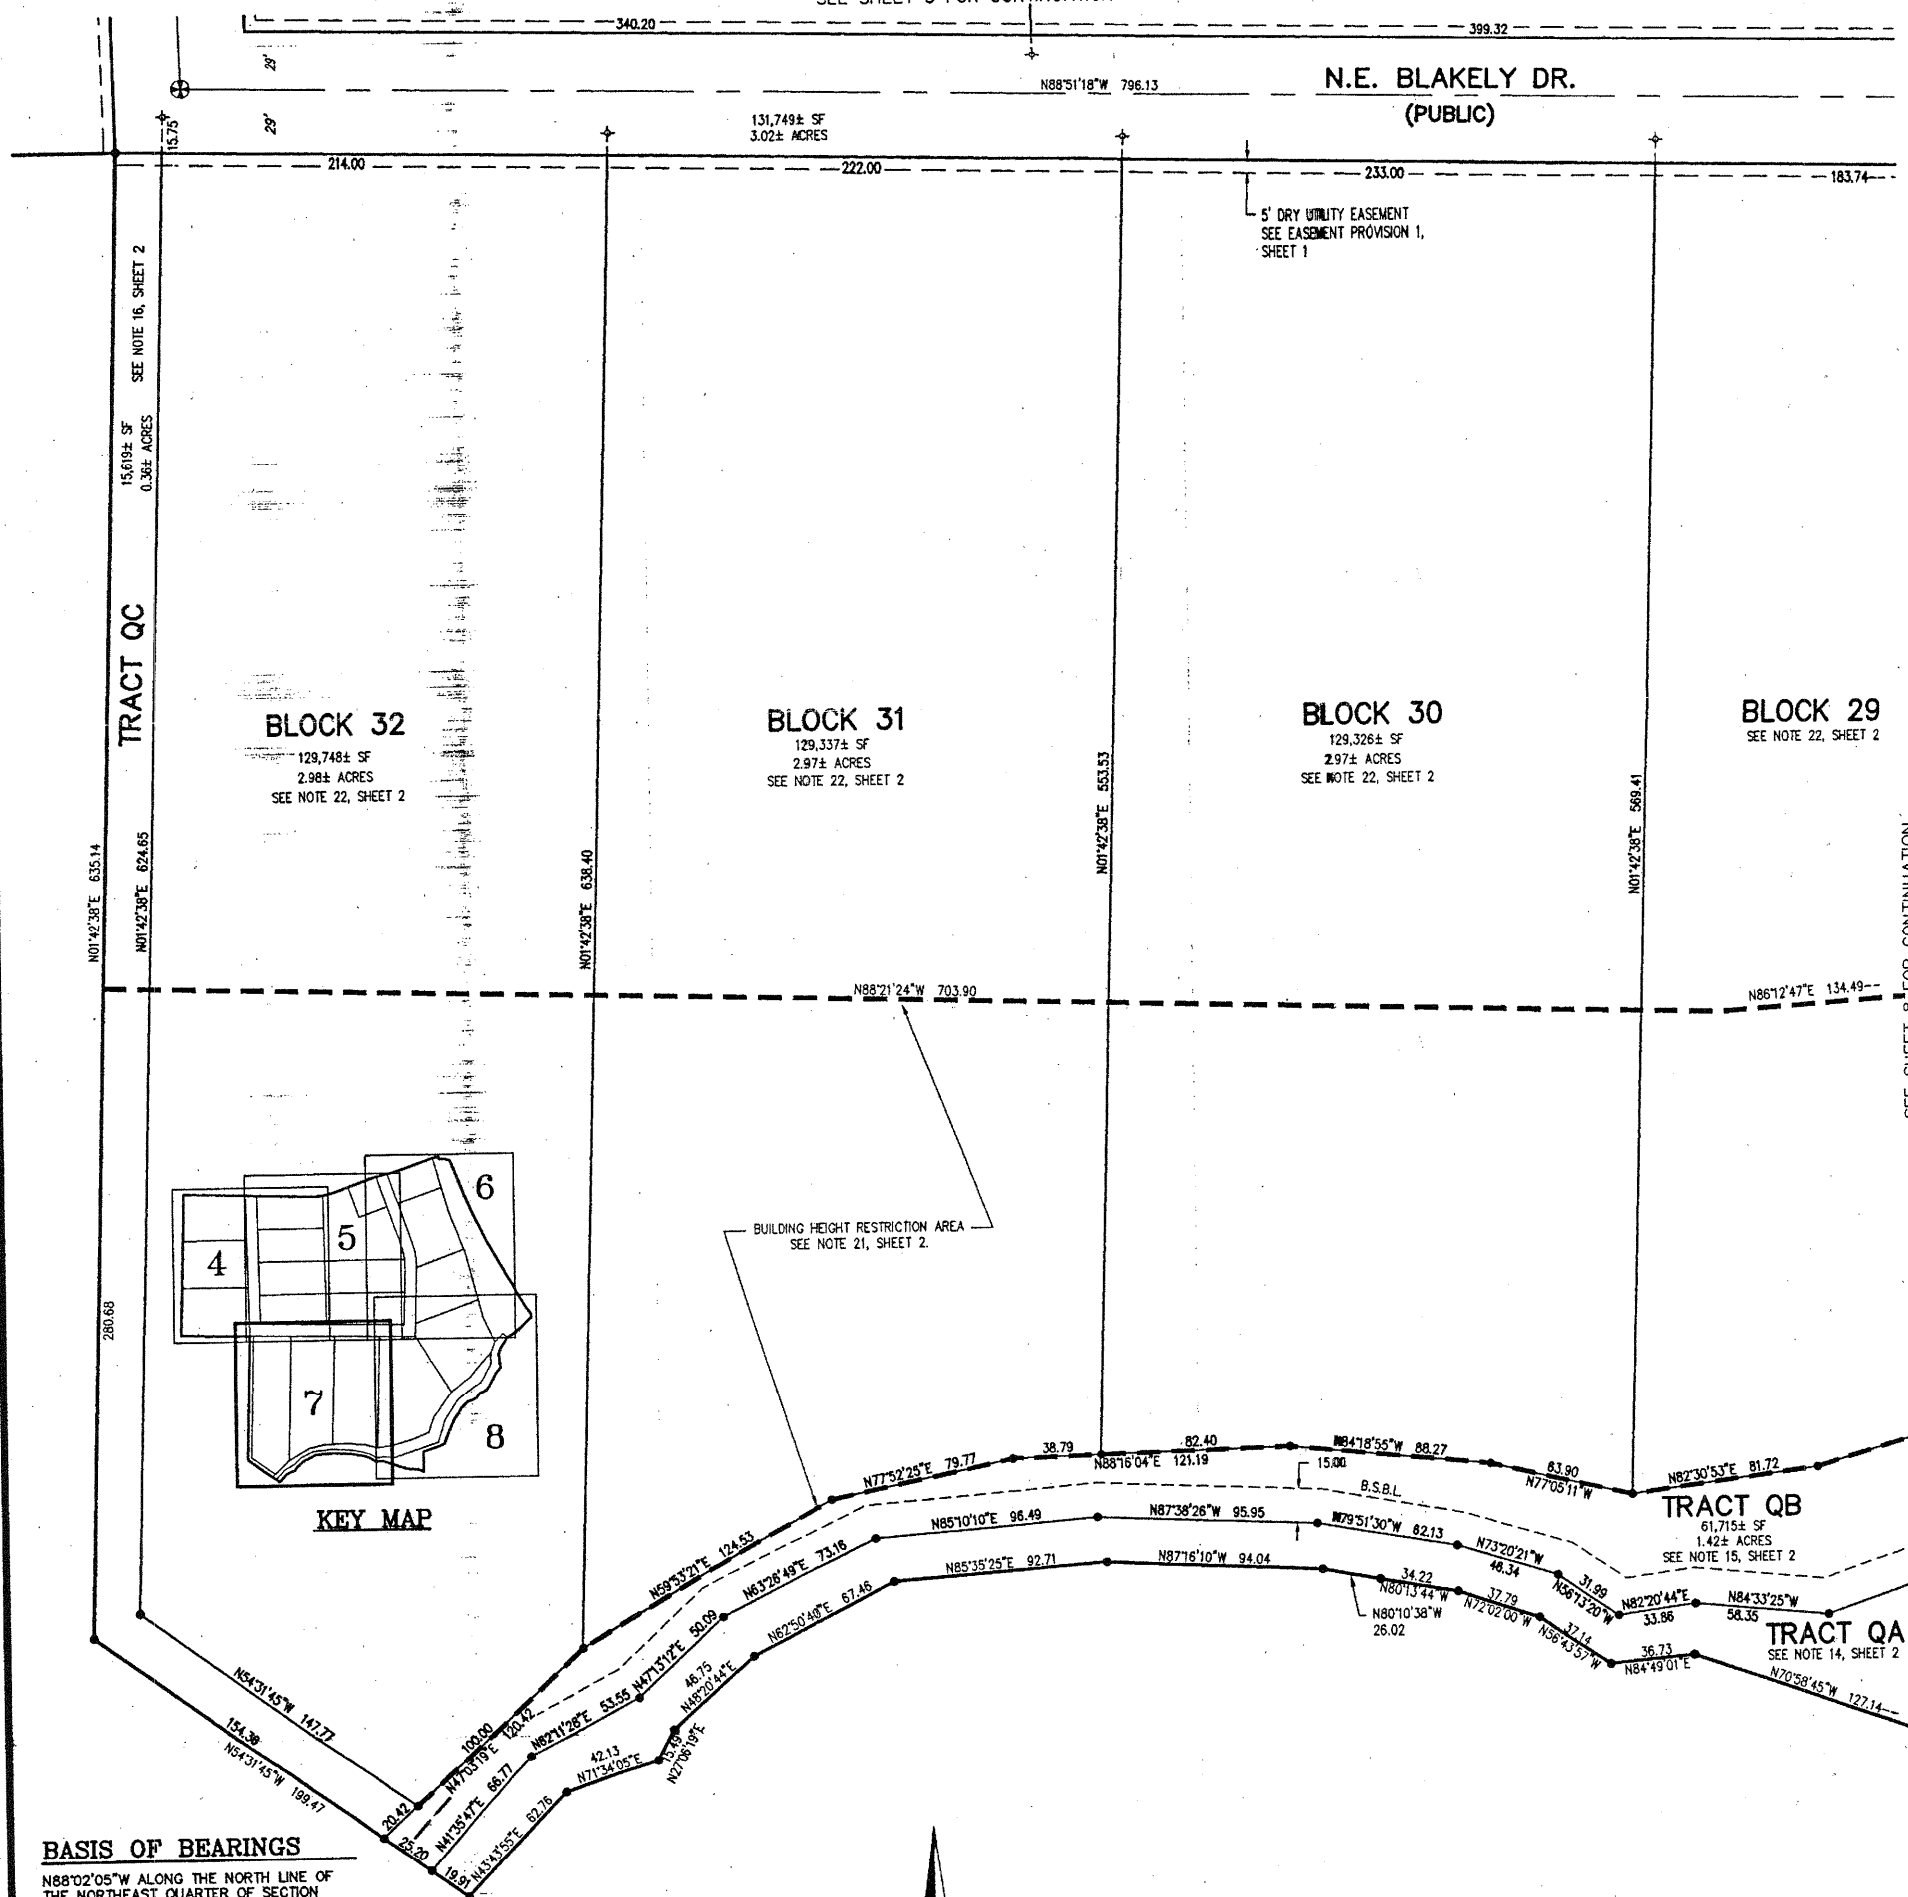 340.20
399.32
29'
N88°51'18"W 796.13
N.E. BLAKELY DR.
(PUBLIC)
29'
15.75
131,749± SF
3.02± ACRES
214.00
222.00
233.00
183.74
5' DRY UTILITY EASEMENT
SEE EASEMENT PROVISION 1,
SHEET 1
SEE NOTE 16, SHEET 2
15,619± SF
0.36± ACRES
TRACT QC
BLOCK 32
129,748± SF
2.98± ACRES
SEE NOTE 22, SHEET 2
BLOCK 31
129,337± SF
2.97± ACRES
SEE NOTE 22, SHEET 2
BLOCK 30
129,326± SF
2.97± ACRES
SEE NOTE 22, SHEET 2
BLOCK 29
SEE NOTE 22, SHEET 2
N01°42'38"E 635.14
N01°42'38"E 624.65
N01°42'38"E 638.40
N01°42'38"E 553.53
N01°42'38"E 569.41
N88°21'24"W 703.90
N86°12'47"E 134.49
280.68
BUILDING HEIGHT RESTRICTION AREA
SEE NOTE 21, SHEET 2.
4
5
6
7
8
KEY MAP
N54°31'45"W 147.77
154.38
N54°31'45"W 199.47
20.42
25.20
19.91
100.00
N47°03'19"E 120.42
N59°53'21"E 124.53
N77°52'25"E 79.77
38.79
82.40
N88°16'04"E 121.19
N84°18'55"W 88.27
15.00
63.90
N77°05'11"W
N82°30'53"E 81.72
B.S.B.L.
TRACT QB
61,715± SF
1.42± ACRES
SEE NOTE 15, SHEET 2
N41°35'47"E 66.77
N62°11'28"E 53.55
N47°13'12"E 50.09
N63°26'49"E 73.16
N85°10'10"E 96.49
N87°38'26"W 95.95
N79°51'30"W 62.13
N73°20'21"W
48.34
31.99
N56°13'20"W
N82°20'44"E
33.86
N84°33'25"W
58.35
TRACT QA
SEE NOTE 14, SHEET 2
N43°43'55"E 62.76
42.13
N71°34'05"E
15.49
N27°06'19"E
46.75
N48°20'44"E
N62°50'40"E 67.46
N85°35'25"E 92.71
N87°16'10"W 94.04
N80°10'38"W
26.02
34.22
N80°13'44"W
37.79
N72°02'00"W
37.14
N56°43'57"W
36.73
N84°49'01"E
N70°58'45"W 127.14
BASIS OF BEARINGS
N88°02'05"W ALONG THE NORTH LINE OF
THE NORTHEAST QUARTER OF SECTION